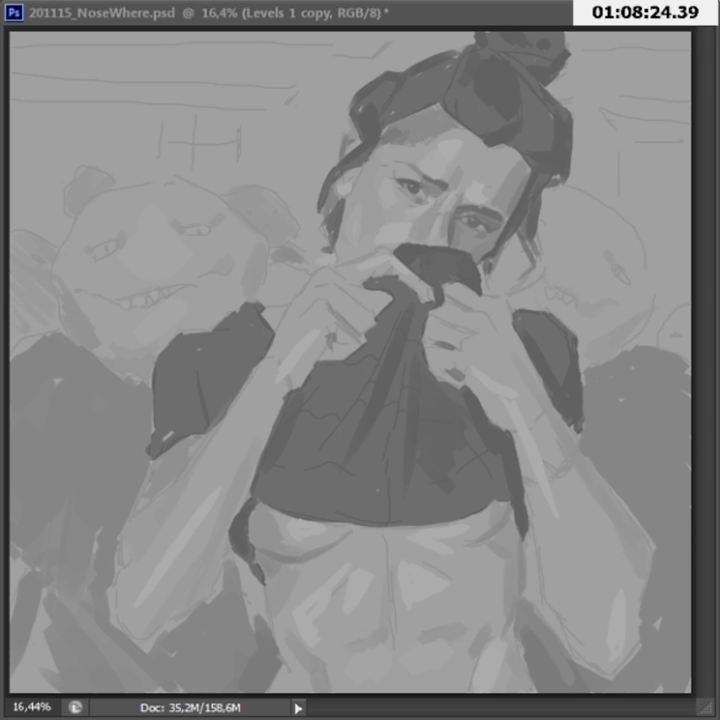 Ps 201115_NoseWhere.psd @ 16,4% (Levels 1 copy, RGB/8) *
01:08:24.39
16,44%
Doc: 35,2M/158,6M